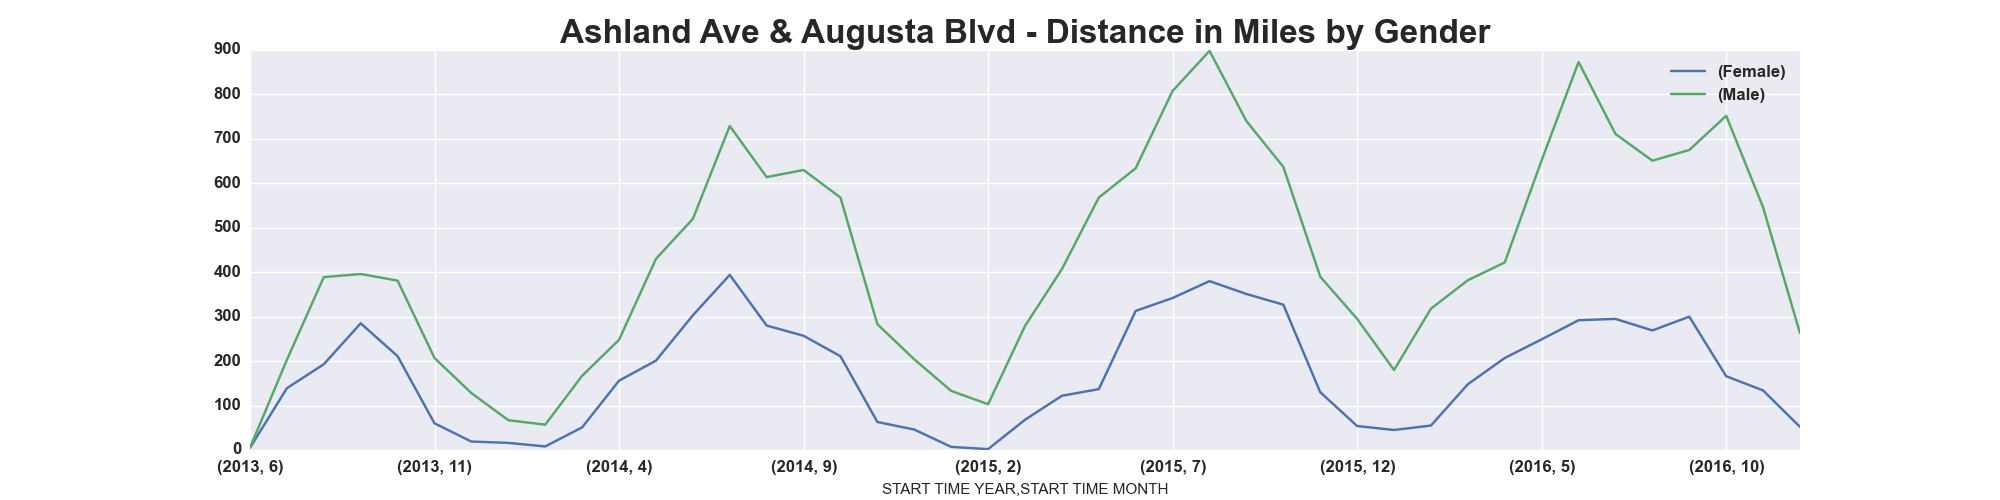 Ashland Ave & Augusta Blvd - Distance in Miles by Gender
900
800
700
600
500
400
300
200
100
0
(Female)
(Male)
(2013, 6) (2013, 11) (2014, 4) (2014, 9) (2015, 2) (2015, 7) (2015, 12) (2016, 5) (2016, 10)
START TIME YEAR,START TIME MONTH